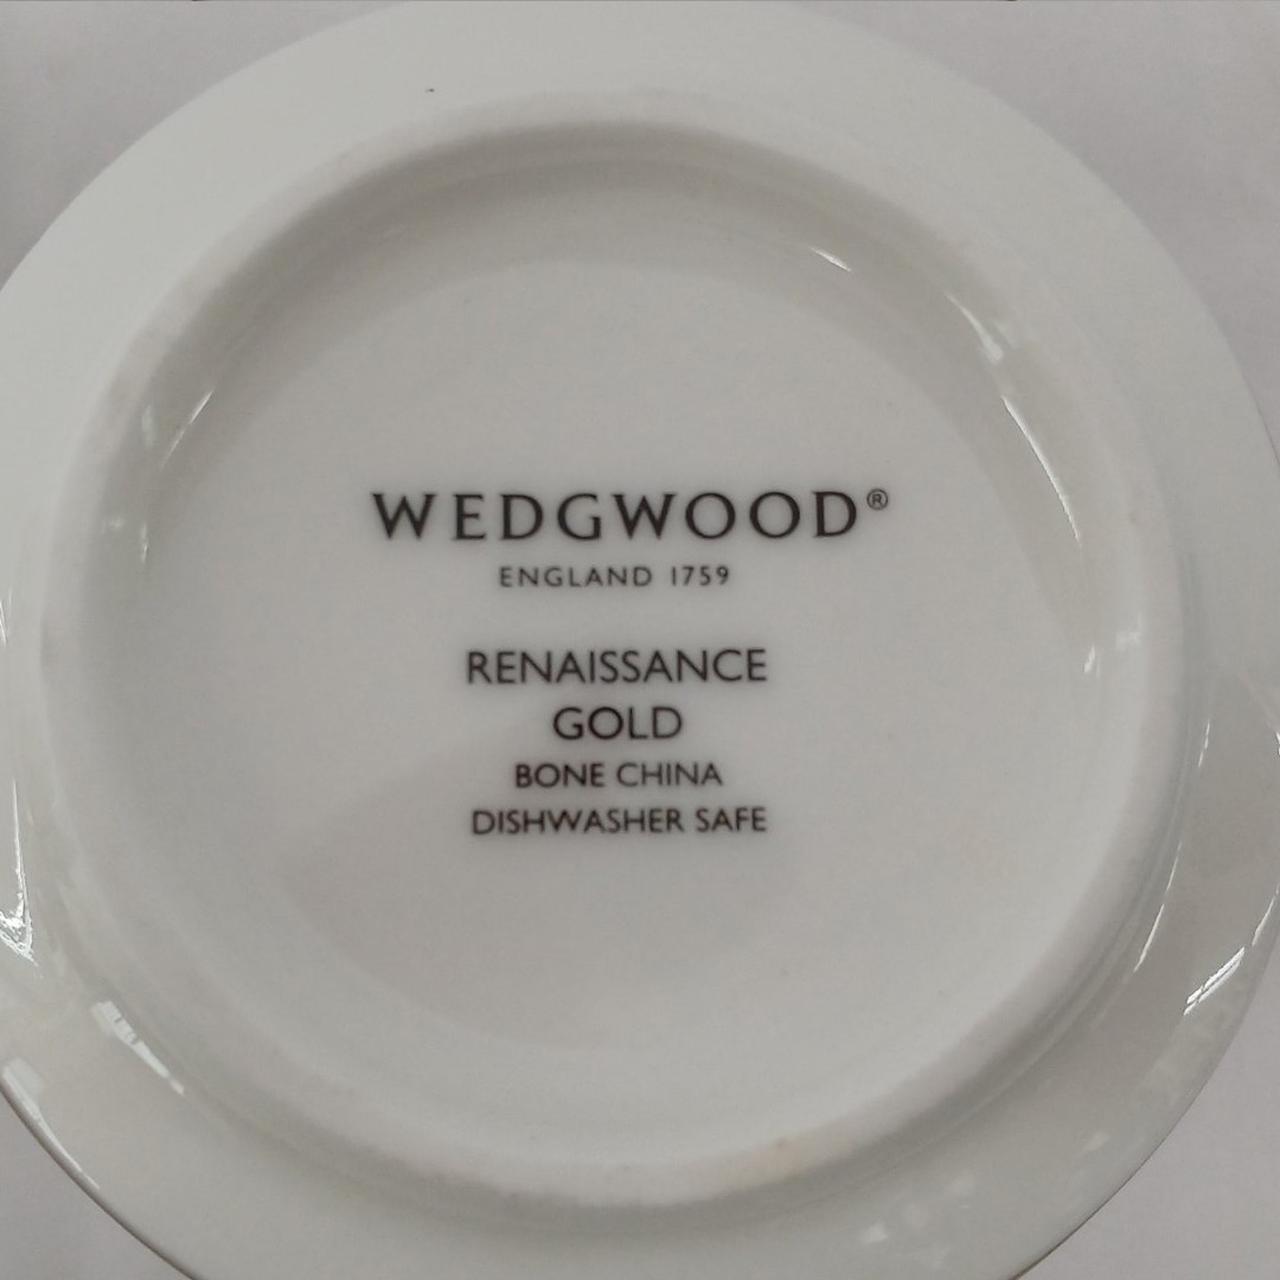 WEDGWOOD®
ENGLAND 1759
RENAISSANCE
GOLD
BONE CHINA
DISHWASHER SAFE